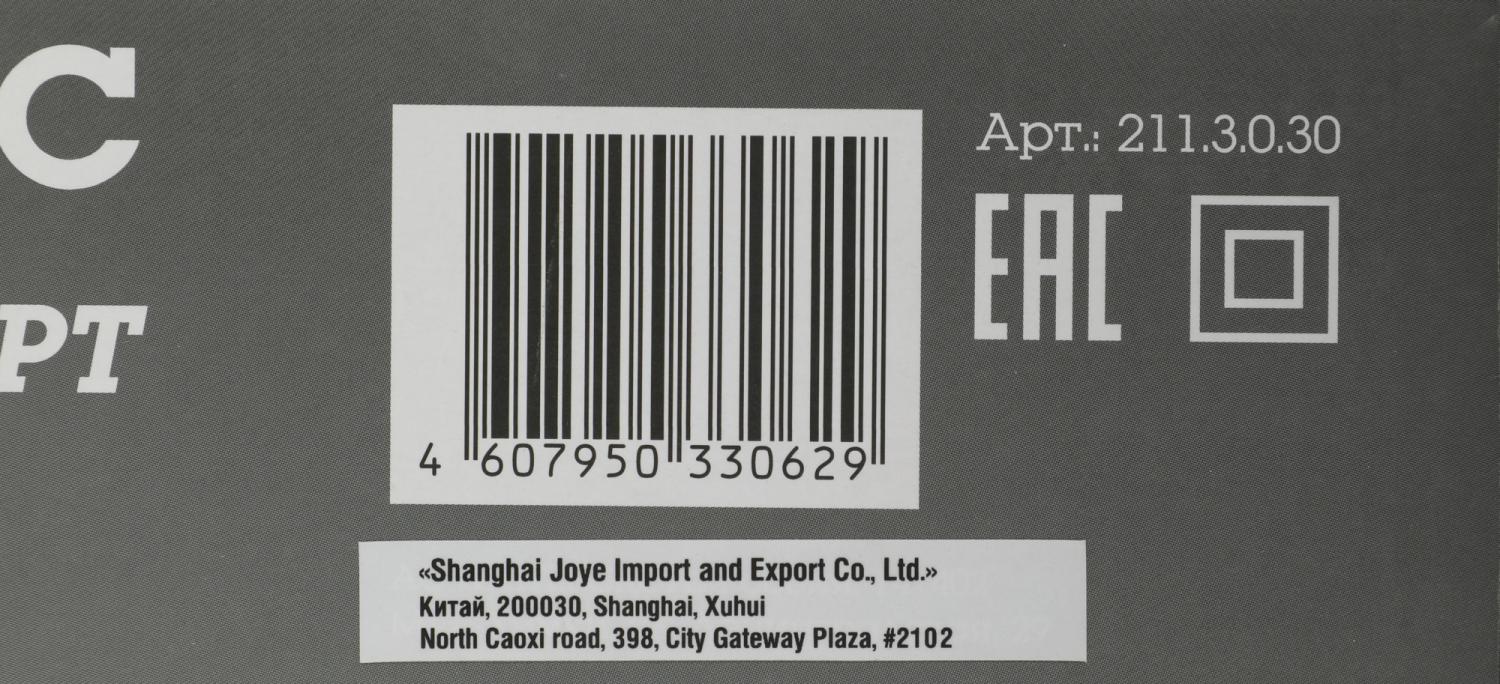 С
РТ
Арт.: 211.3.0.30
EAC
4 607950 330629
«Shanghai Joye Import and Export Co., Ltd.»
Китай, 200030, Shanghai, Xuhui
North Caoxi road, 398, City Gateway Plaza, #2102